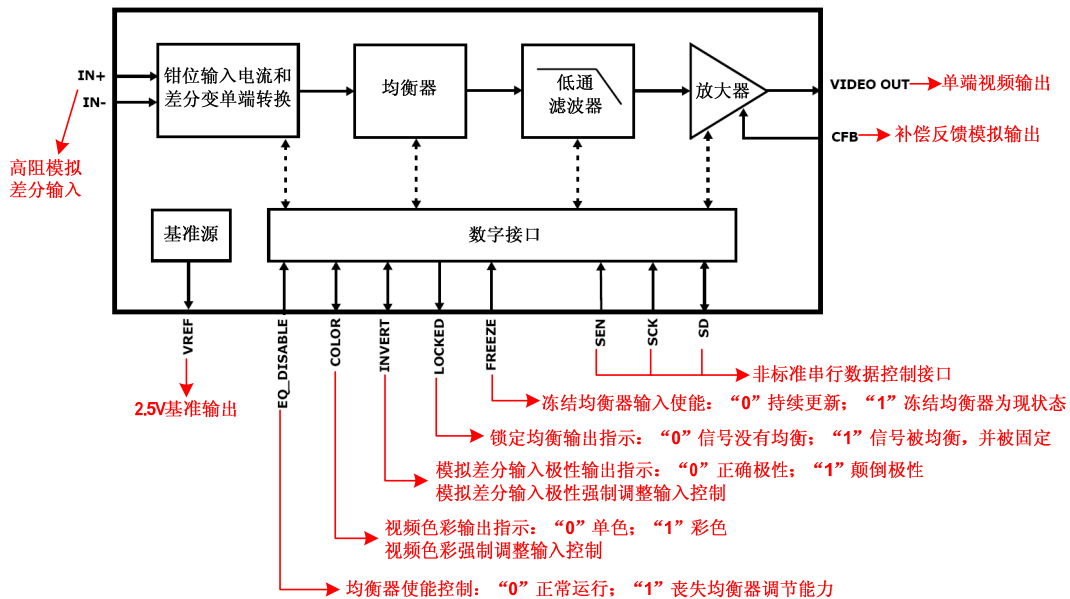 IN+
IN-
高阻模拟
差分输入
钳位输入电流和
差分变单端转换
均衡器
低通
滤波器
放大器
VIDEO OUT
单端视频输出
CFB
补偿反馈模拟输出
基准源
数字接口
VREF
EQ_DISABLE
COLOR
INVERT
LOCKED
FREEZE
SEN
SCK
SD
2.5V基准输出
非标准串行数据控制接口
冻结均衡器输入使能：“0”持续更新；“1”冻结均衡器为现状态
锁定均衡输出指示：“0”信号没有均衡；“1”信号被均衡，并被固定
模拟差分输入极性输出指示：“0”正确极性；“1”颠倒极性
模拟差分输入极性强制调整输入控制
视频色彩输出指示：“0”单色；“1”彩色
视频色彩强制调整输入控制
均衡器使能控制：“0”正常运行；“1”丧失均衡器调节能力